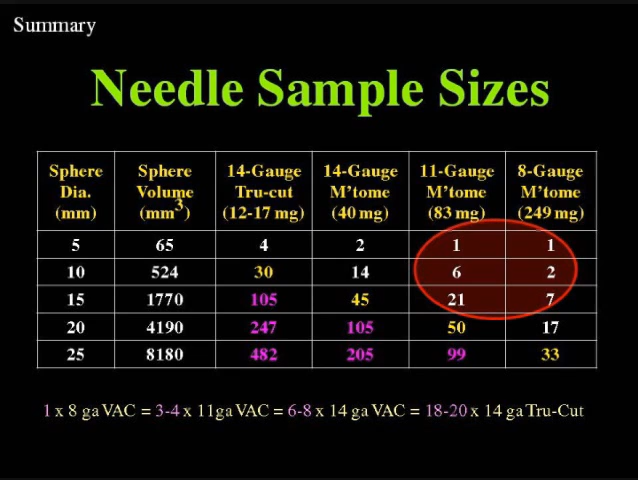 Summary
Needle Sample Sizes
Sphere Dia. (mm) Sphere Volume (mm3) 14-Gauge Tru-cut (12-17 mg) 14-Gauge M'tome (40 mg) 11-Gauge M'tome (83 mg) 8-Gauge M'tome (249 mg)
5 65 4 2 1 1
10 524 30 14 6 2
15 1770 105 45 21 7
20 4190 247 105 50 17
25 8180 482 205 99 33
1 x 8 ga VAC = 3-4 x 11ga VAC = 6-8 x 14 ga VAC = 18-20 x 14 ga Tru-Cut